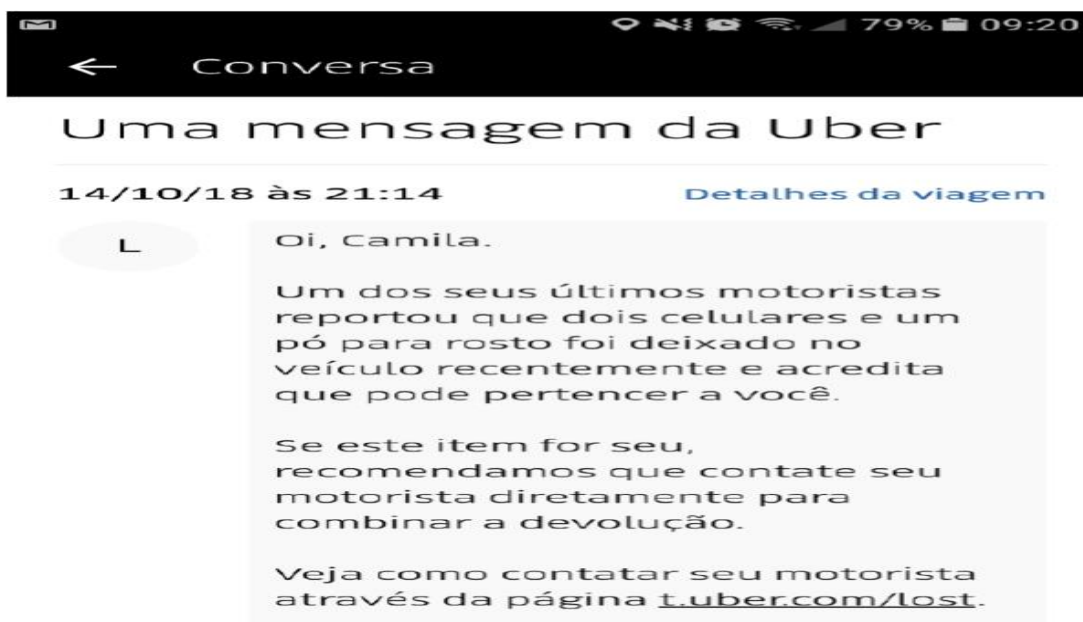 79% 09:20
Conversa
Uma mensagem da Uber
14/10/18 às 21:14 Detalhes da viagem
L
Oi, Camila.
Um dos seus últimos motoristas
reportou que dois celulares e um
pó para rosto foi deixado no
veículo recentemente e acredita
que pode pertencer a você.
Se este item for seu,
recomendamos que contate seu
motorista diretamente para
combinar a devolução.
Veja como contatar seu motorista
através da página t.uber.com/lost.